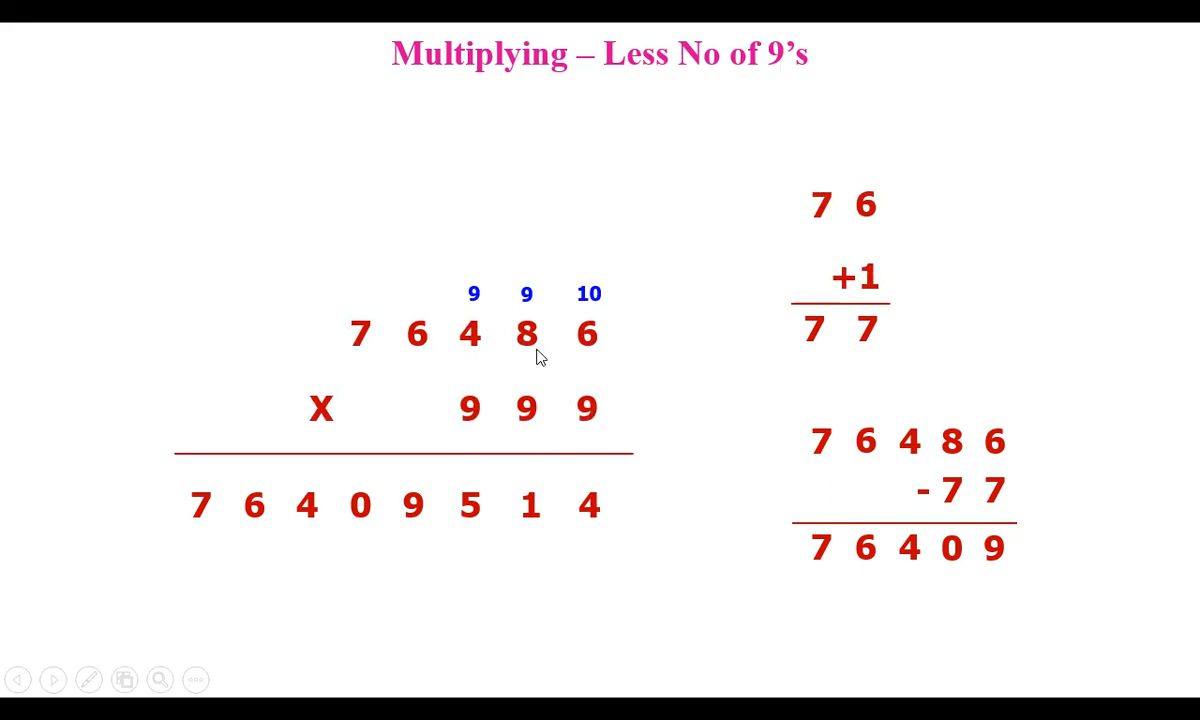 Multiplying – Less No of 9’s
9 9 10
7 6 4 8 6
X 9 9 9
7 6 4 0 9 5 1 4
7 6
+1
7 7
7 6 4 8 6
- 7 7
7 6 4 0 9